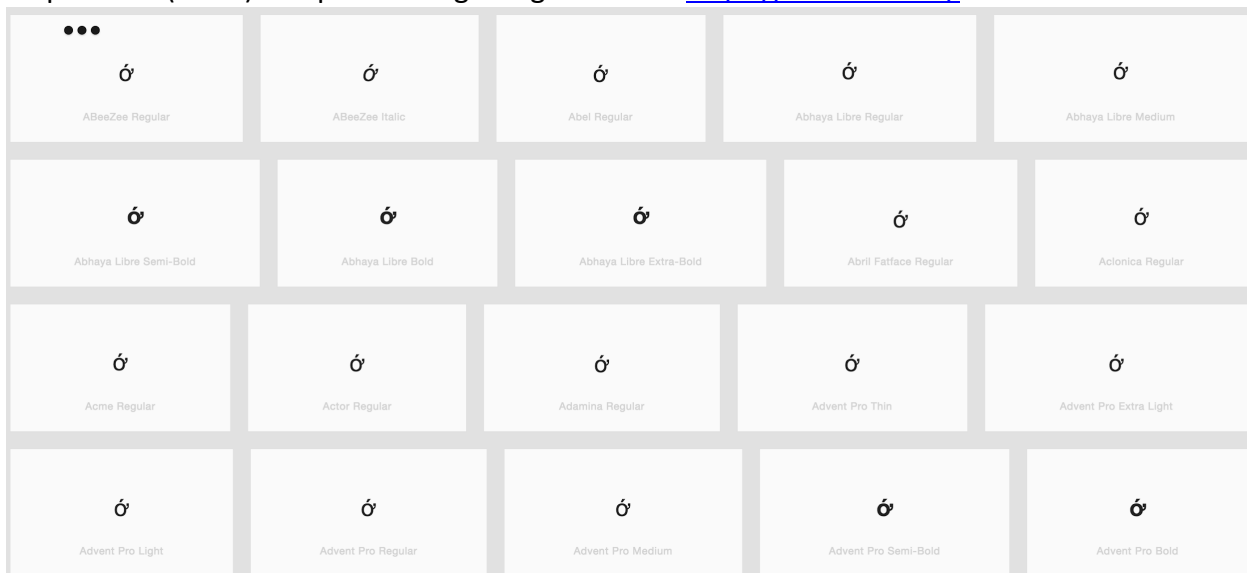 •••
ớ ớ ớ ớ ớ
ABeeZee Regular ABeeZee Italic Abel Regular Abhaya Libre Regular Abhaya Libre Medium
ớ ớ ớ ớ ớ
Abhaya Libre Semi-Bold Abhaya Libre Bold Abhaya Libre Extra-Bold Abril Fatface Regular Aclonica Regular
ớ ớ ớ ớ ớ
Acme Regular Actor Regular Adamina Regular Advent Pro Thin Advent Pro Extra Light
ớ ớ ớ ớ ớ
Advent Pro Light Advent Pro Regular Advent Pro Medium Advent Pro Semi-Bold Advent Pro Bold